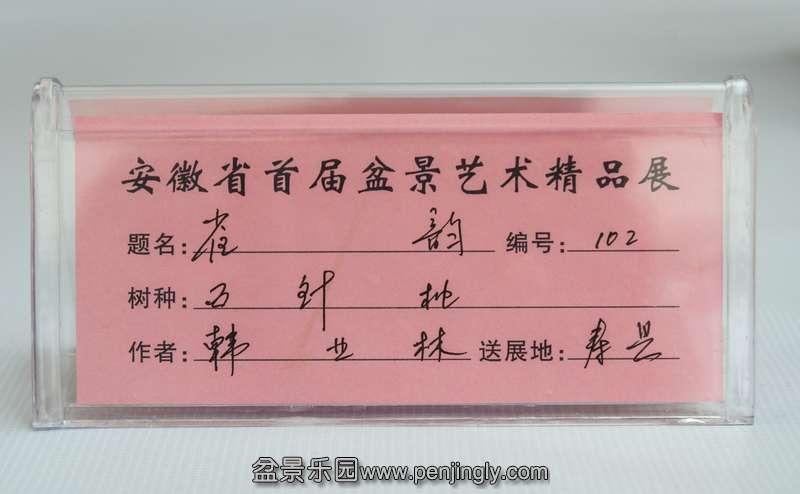 安徽省首届盆景艺术精品展
题名: 雀韵 编号: 102
树种: 五针松
作者: 韩业林 送展地: 寿县
盆景乐园www.penjingly.com